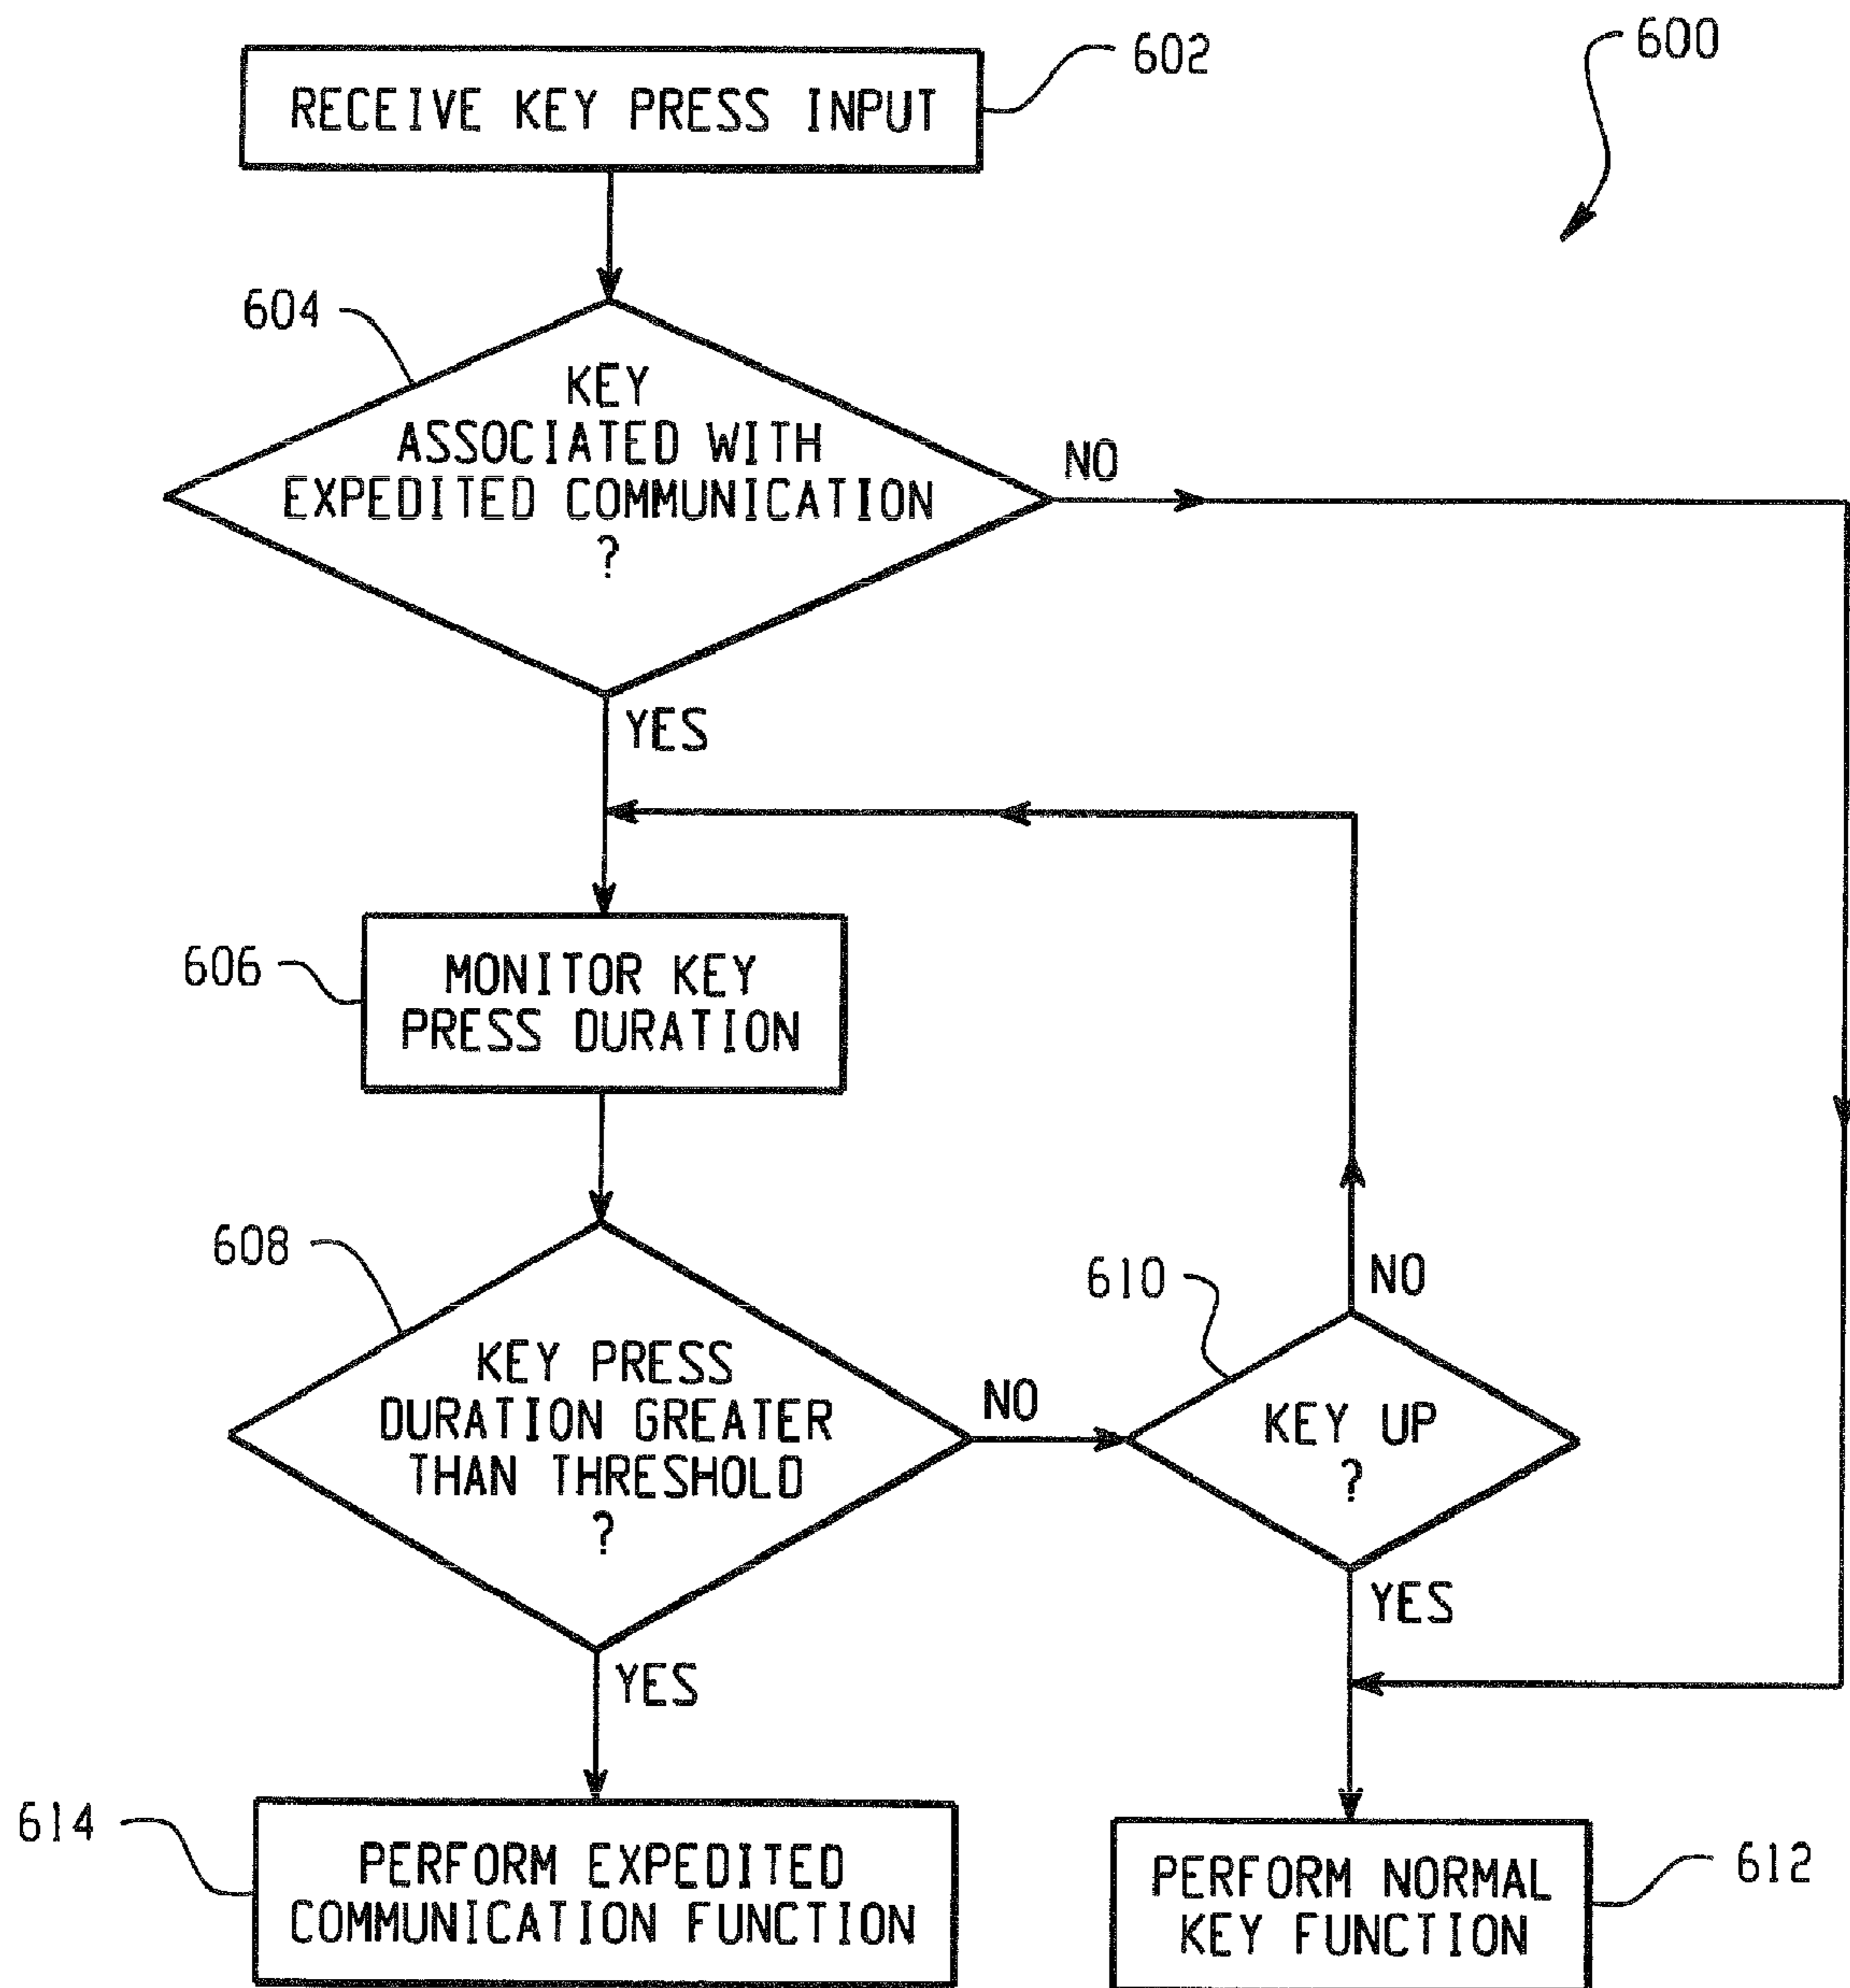 600
602
RECEIVE KEY PRESS INPUT
604
KEY
ASSOCIATED WITH
EXPEDITED COMMUNICATION
?
NO
YES
606
MONITOR KEY
PRESS DURATION
608
KEY PRESS
DURATION GREATER
THAN THRESHOLD
?
NO
610
NO
KEY UP
?
YES
YES
614
PERFORM EXPEDITED
COMMUNICATION FUNCTION
PERFORM NORMAL
KEY FUNCTION
612